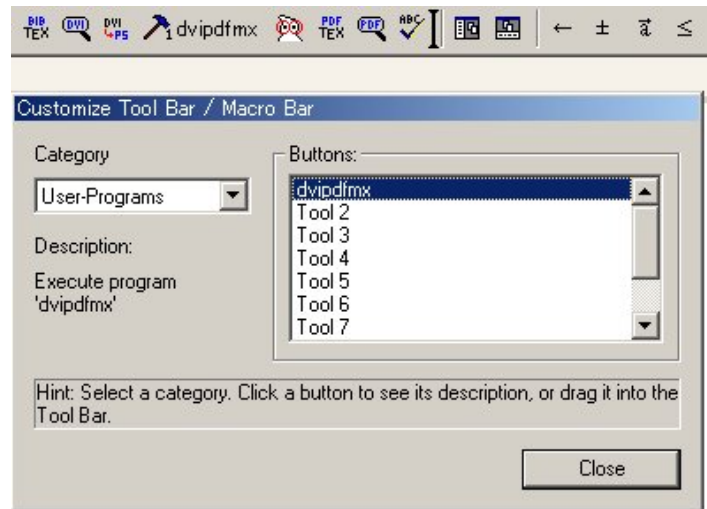 BIB TEX DVI DVI PS 1 dvipdfmx PDF TEX PDF ABC ← ± a⃗ ≤
Customize Tool Bar / Macro Bar
Category
User-Programs
Description:
Execute program
'dvipdfmx'
Buttons:
dvipdfmx
Tool 2
Tool 3
Tool 4
Tool 5
Tool 6
Tool 7
Hint: Select a category. Click a button to see its description, or drag it into the
Tool Bar.
Close